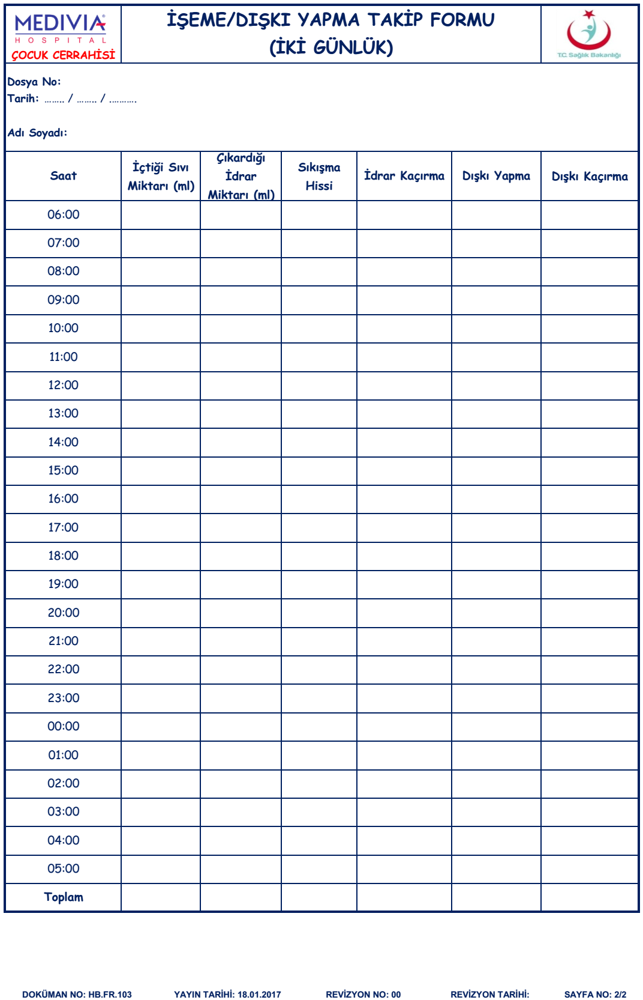 MEDIVIA®
HOSPITAL
ÇOCUK CERRAHİSİ
İŞEME/DIŞKI YAPMA TAKİP FORMU
(İKİ GÜNLÜK)
T.C. Sağlık Bakanlığı
Dosya No:
Tarih: …….. / …….. / ………..
Adı Soyadı:
Saat
İçtiği Sıvı
Miktarı (ml)
Çıkardığı
İdrar
Miktarı (ml)
Sıkışma
Hissi
İdrar Kaçırma
Dışkı Yapma
Dışkı Kaçırma
06:00
07:00
08:00
09:00
10:00
11:00
12:00
13:00
14:00
15:00
16:00
17:00
18:00
19:00
20:00
21:00
22:00
23:00
00:00
01:00
02:00
03:00
04:00
05:00
Toplam
DOKÜMAN NO: HB.FR.103 YAYIN TARİHİ: 18.01.2017 REVİZYON NO: 00 REVİZYON TARİHİ: SAYFA NO: 2/2